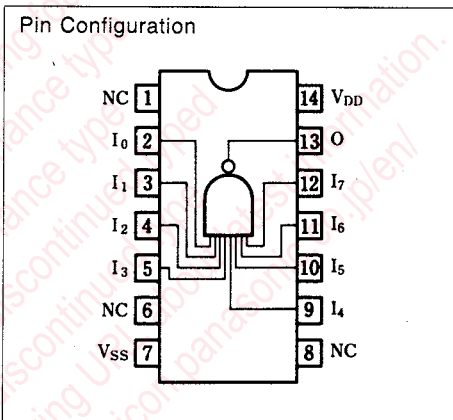 Pin Configuration
NC 1
14 VDD
I0 2
13 O
I1 3
12 I7
I2 4
11 I6
I3 5
10 I5
NC 6
9 I4
VSS 7
8 NC